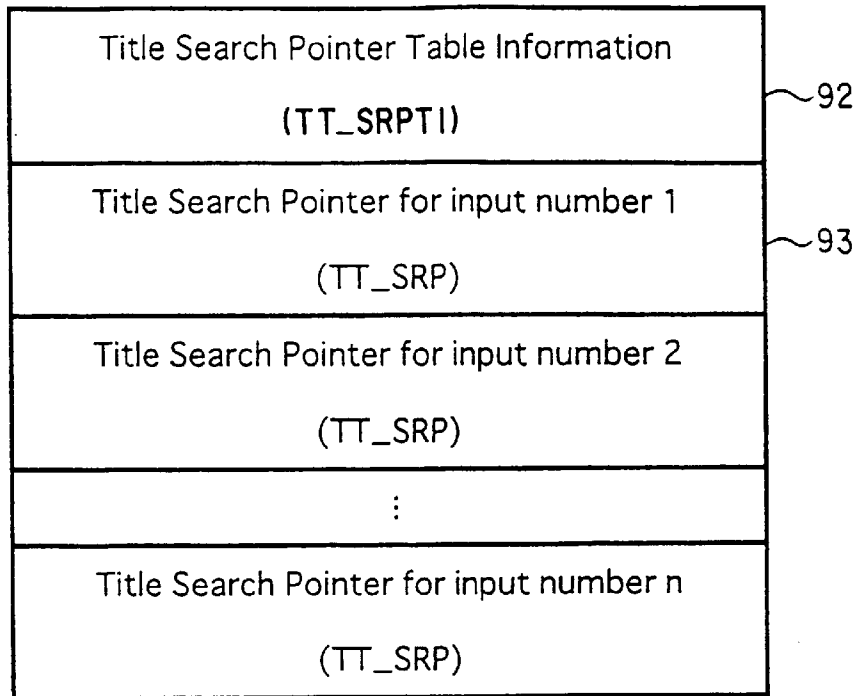 Title Search Pointer Table Information
(TT_SRPTI)
92
Title Search Pointer for input number 1
(TT_SRP)
93
Title Search Pointer for input number 2
(TT_SRP)
⋮
Title Search Pointer for input number n
(TT_SRP)